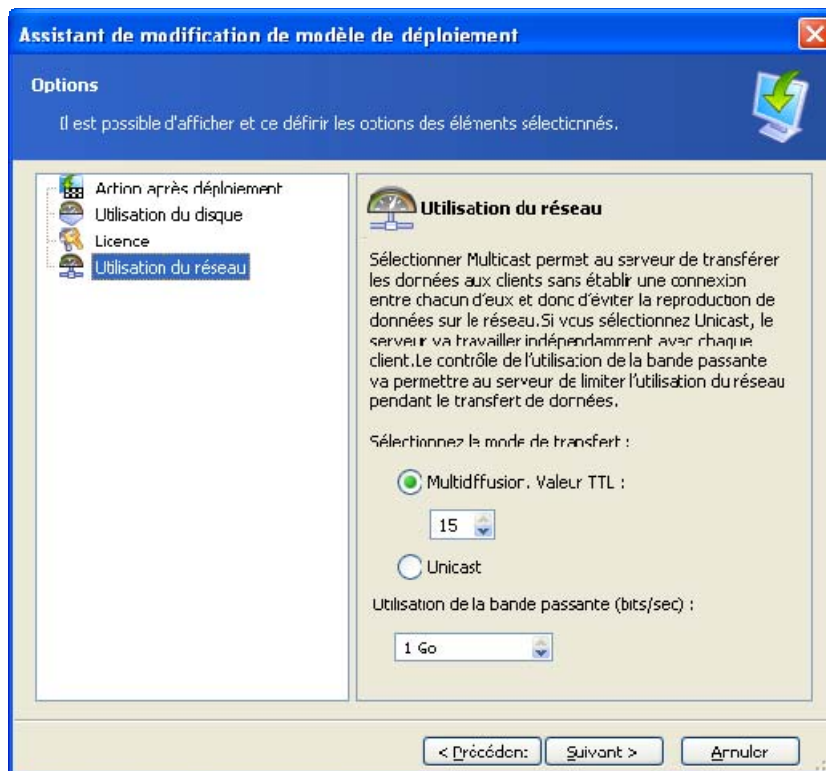 Assistant de modification de modèle de déploiement
Options
Il est possible d'afficher et ce définir les options des éléments sélectionnés.
Action après déploiement
Utilisation du disque
Licence
Utilisation du réseau
Utilisation du réseau
Sélectionner Multicast permet au serveur de transférer
les données aux clients sans établir une connexion
entre chacun d'eux et donc d'éviter la reproduction de
données sur le réseau.Si vous sélectionnez Unicast, le
serveur va travailler indépendamment avec chaque
client.Le contrôle de l'utilisation de la bande passante
va permettre au serveur de limiter l'utilisation du réseau
pendant le transfert de données.
Sélectionnez le mode de transfert :
Multidiffusion. Valeur TTL :
15
Unicast
Utilisation de la bande passante (bits/sec) :
1 Go
< Précédent
Suivant >
Annuler